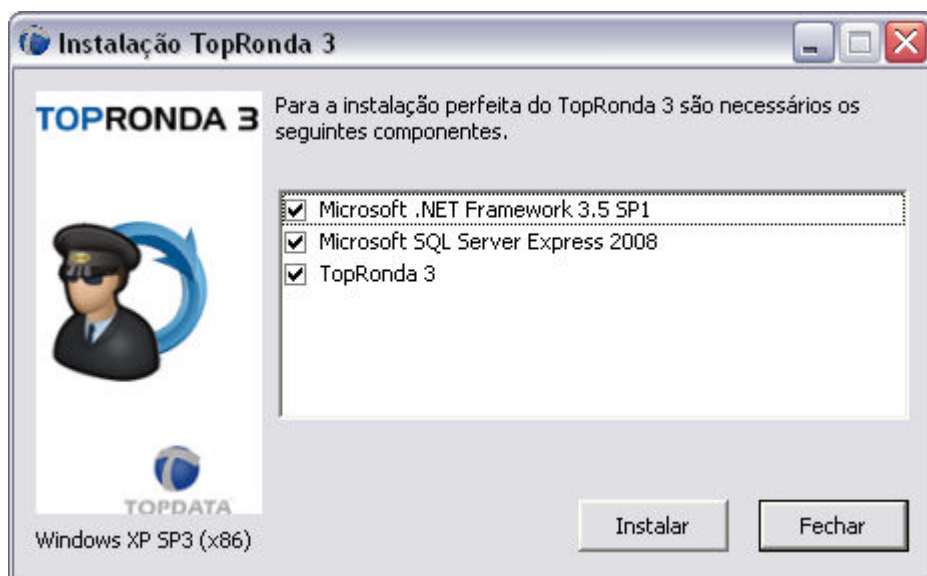 Instalação TopRonda 3
TOPRONDA 3
Para a instalação perfeita do TopRonda 3 são necessários os
seguintes componentes.
Microsoft .NET Framework 3.5 SP1
Microsoft SQL Server Express 2008
TopRonda 3
TOPDATA
Windows XP SP3 (x86)
Instalar
Fechar